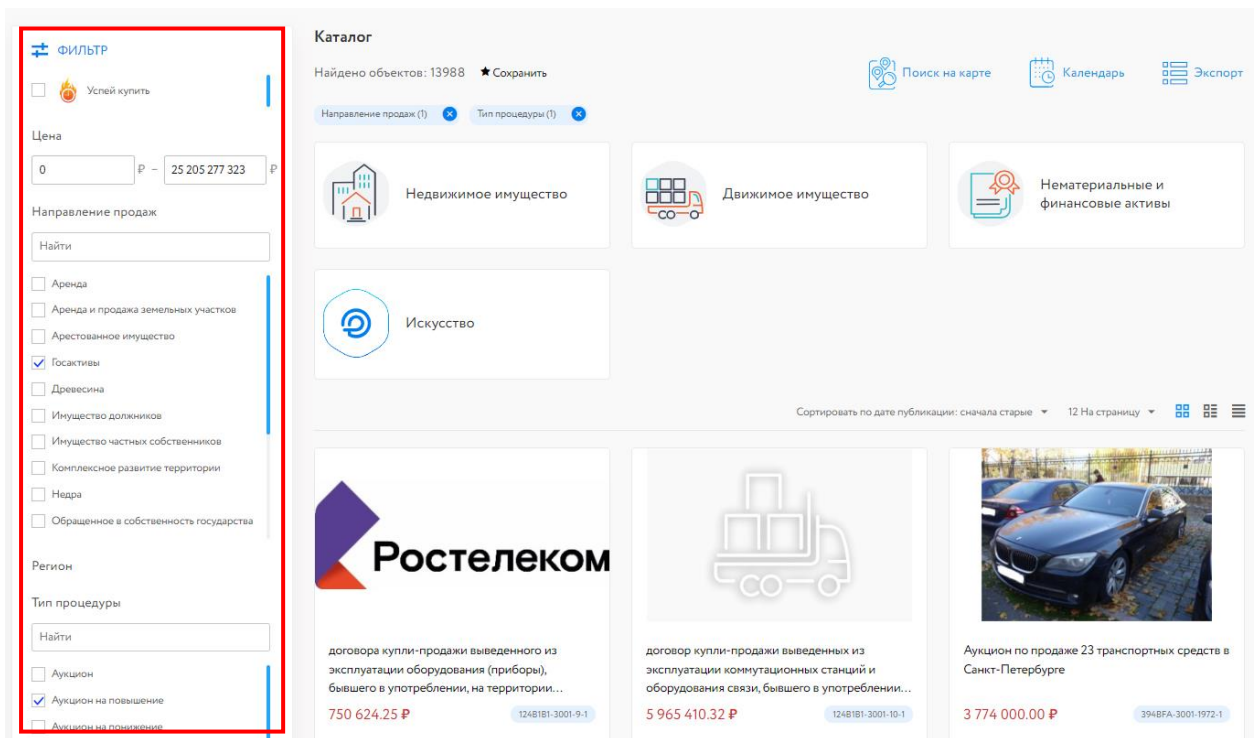 ФИЛЬТР
Успей купить
Цена
0 ₽ – 25 205 277 323 ₽
Направление продаж
Найти
Аренда
Аренда и продажа земельных участков
Арестованное имущество
Госактивы
Древесина
Имущество должников
Имущество частных собственников
Комплексное развитие территории
Недра
Обращенное в собственность государства
Регион
Тип процедуры
Найти
Аукцион
Аукцион на повышение
Аукцион на понижение
Каталог
Найдено объектов: 13988 ★ Сохранить
Поиск на карте
Календарь
Экспорт
Направление продаж (1)
Тип процедуры (1)
Недвижимое имущество
Движимое имущество
Нематериальные и
финансовые активы
Искусство
Сортировать по дате публикации: сначала старые
12 На страницу
Ростелеком
договора купли-продажи выведенного из
эксплуатации оборудования (приборы),
бывшего в употреблении, на территории...
750 624.25 ₽
124B1B1-3001-9-1
договор купли-продажи выведенных из
эксплуатации коммутационных станций и
оборудования связи, бывшего в употреблении...
5 965 410.32 ₽
124B1B1-3001-10-1
Аукцион по продаже 23 транспортных средств в
Санкт-Петербурге
3 774 000.00 ₽
394BFA-3001-1972-1